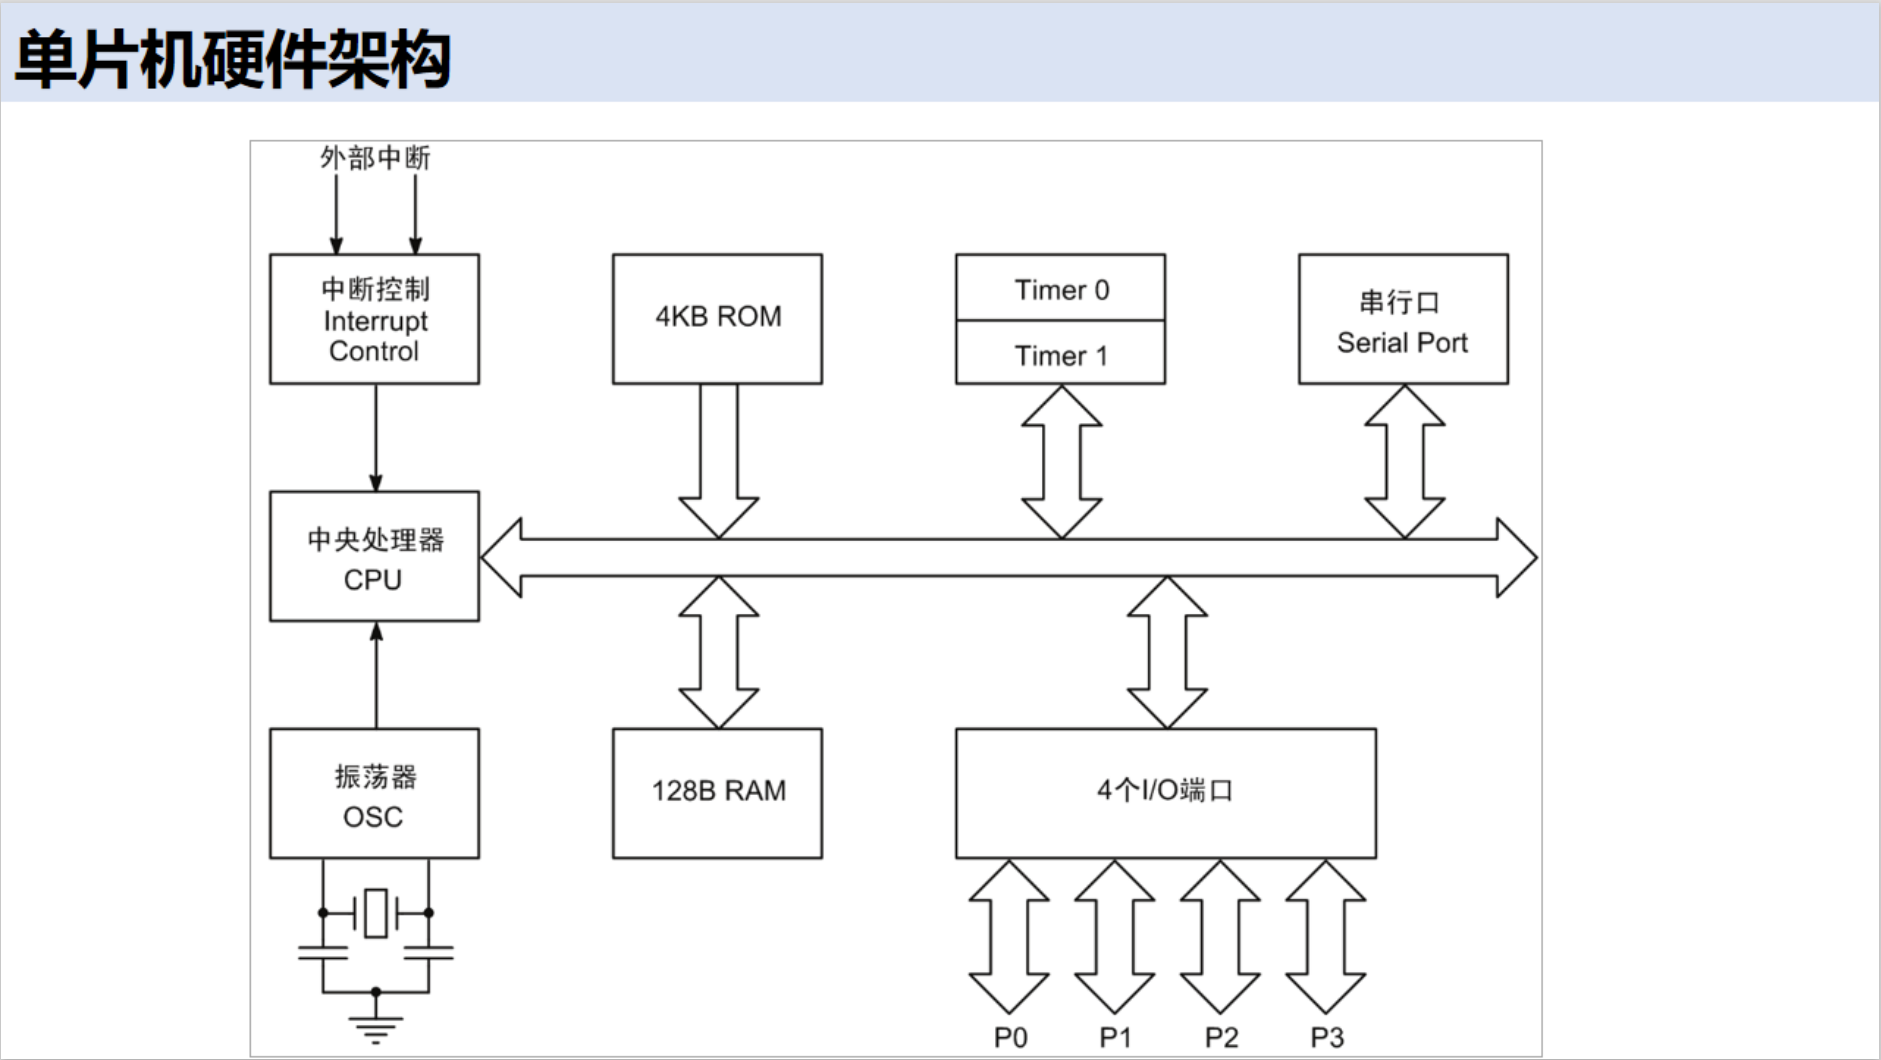 单片机硬件架构
外部中断
中断控制
Interrupt
Control
4KB ROM
Timer 0
Timer 1
串行口
Serial Port
中央处理器
CPU
振荡器
OSC
128B RAM
4个I/O端口
P0
P1
P2
P3